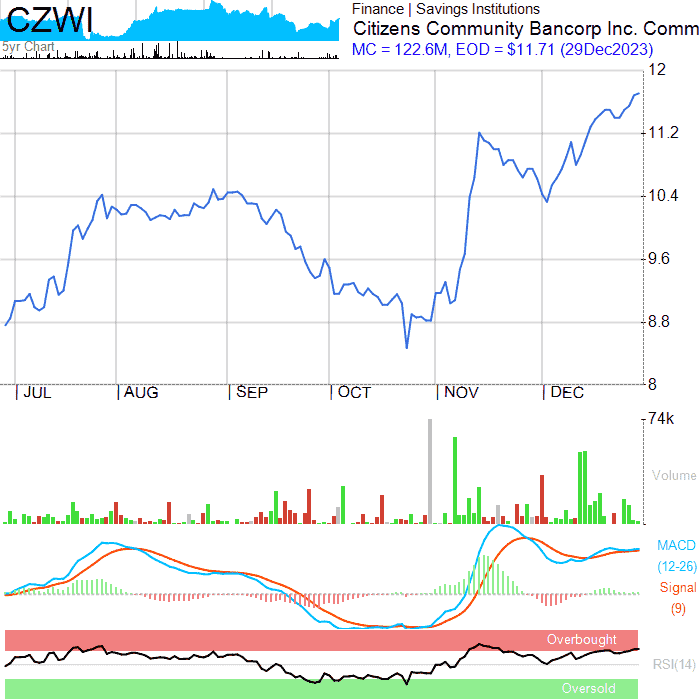 CZWI
5yr Chart
Finance | Savings Institutions
Citizens Community Bancorp Inc. Comm
MC = 122.6M, EOD = $11.71 (29Dec2023)
12
11.2
10.4
9.6
8.8
8
JUL AUG SEP OCT NOV DEC
74k
Volume
MACD
(12-26)
Signal
(9)
Overbought
RSI(14)
Oversold